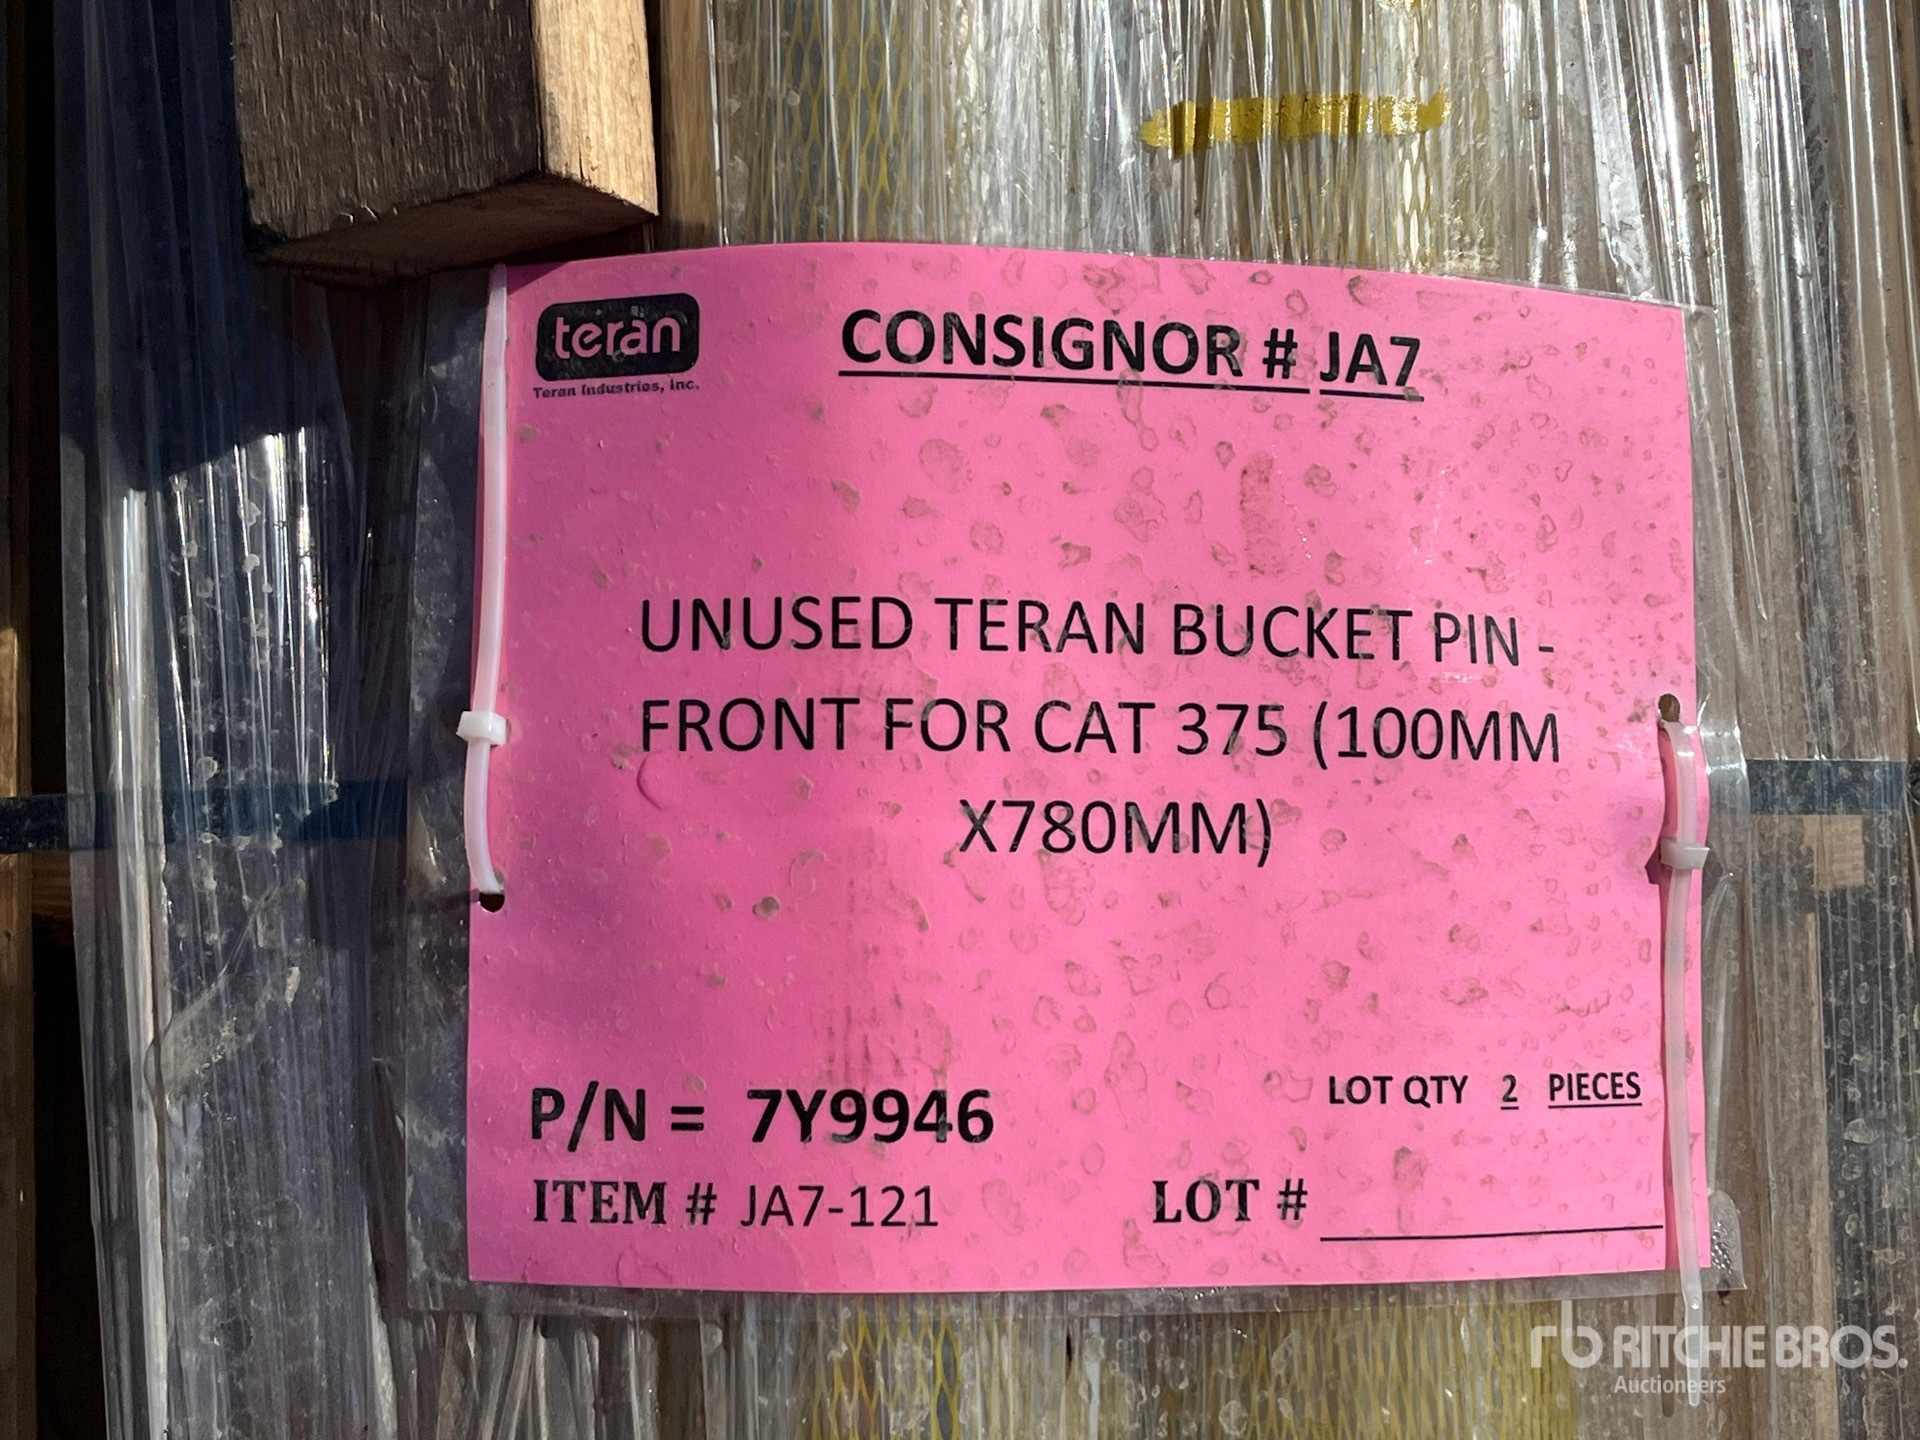 teran
Teran Industries, Inc.
CONSIGNOR # JA7
UNUSED TERAN BUCKET PIN -
FRONT FOR CAT 375 (100MM
X780MM)
P/N = 7Y9946
LOT QTY 2 PIECES
ITEM # JA7-121
LOT #
rb RITCHIE BROS.
Auctioneers